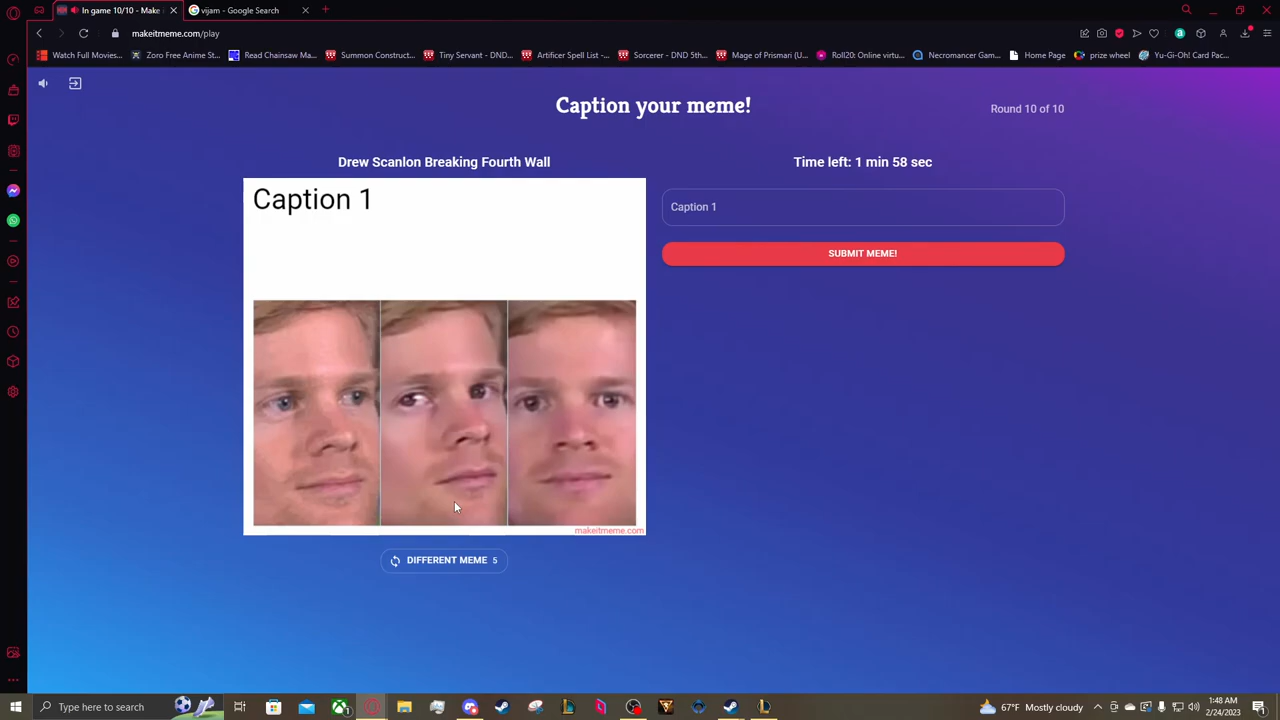 In game 10/10 - Make
vijam - Google Search
makeitmeme.com/play
Watch Full Movies...
Zoro Free Anime St...
Read Chainsaw Ma...
Summon Construct...
Tiny Servant - DND...
Artificer Spell List -...
Sorcerer - DND 5th...
Mage of Prismari (U...
Roll20: Online virtu...
Necromancer Gam...
Home Page
prize wheel
Yu-Gi-Oh! Card Pac...
Caption your meme!
Round 10 of 10
Drew Scanlon Breaking Fourth Wall
Time left: 1 min 58 sec
Caption 1
Caption 1
SUBMIT MEME!
makeitmeme.com
DIFFERENT MEME 5
Type here to search
67°F Mostly cloudy
1:48 AM
2/24/2023